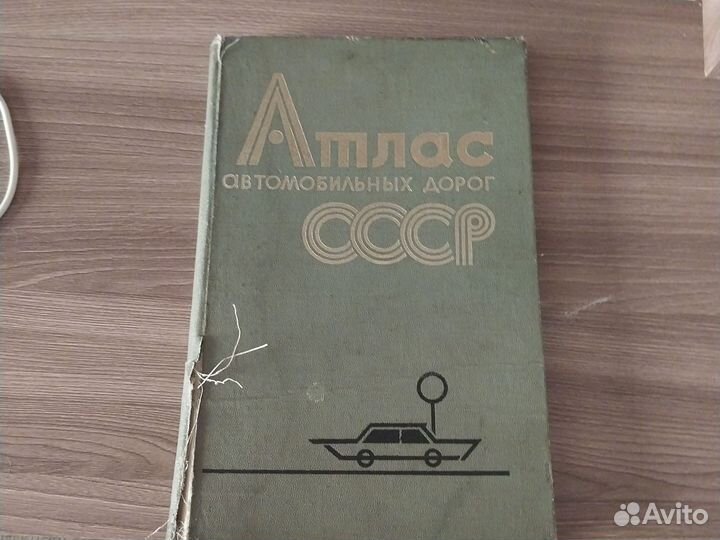 Атлас
автомобильных дорог
СССР
Avito